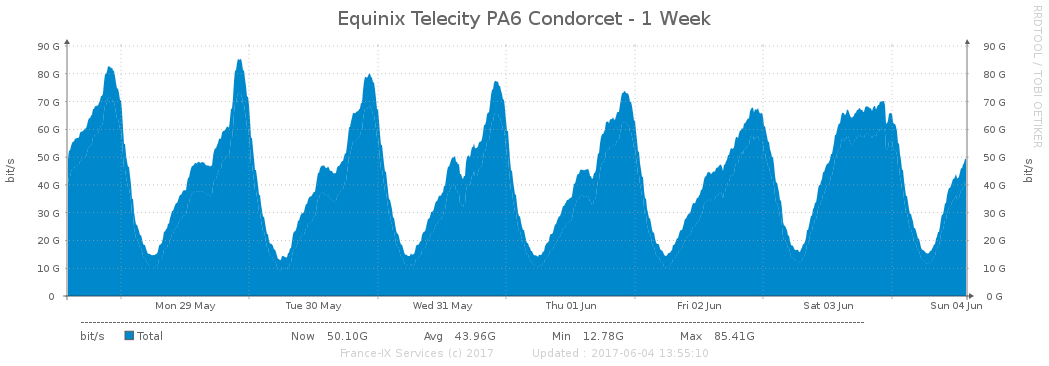 Equinix Telecity PA6 Condorcet - 1 Week
RRDTOOL / TOBI OETIKER
90 G 90 G
80 G 80 G
70 G 70 G
60 G 60 G
50 G 50 G
40 G 40 G
30 G 30 G
20 G 20 G
10 G 10 G
0 0 G
bit/s
bit/s
Mon 29 May Tue 30 May Wed 31 May Thu 01 Jun Fri 02 Jun Sat 03 Jun Sun 04 Jun
bit/s Total Now 50.10G Avg 43.96G Min 12.78G Max 85.41G
France-IX Services (c) 2017 Updated : 2017-06-04 13:55:10